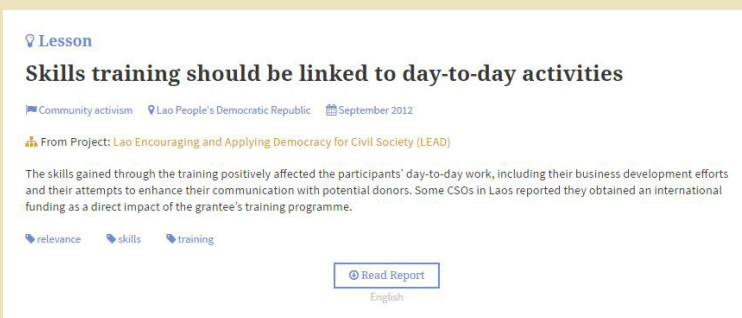 Lesson
Skills training should be linked to day-to-day activities
Community activism Lao People's Democratic Republic September 2012
From Project: Lao Encouraging and Applying Democracy for Civil Society (LEAD)
The skills gained through the training positively affected the participants' day-to-day work, including their business development efforts
and their attempts to enhance their communication with potential donors. Some CSOs in Laos reported they obtained an international
funding as a direct impact of the grantee's training programme.
relevance skills training
Read Report
English